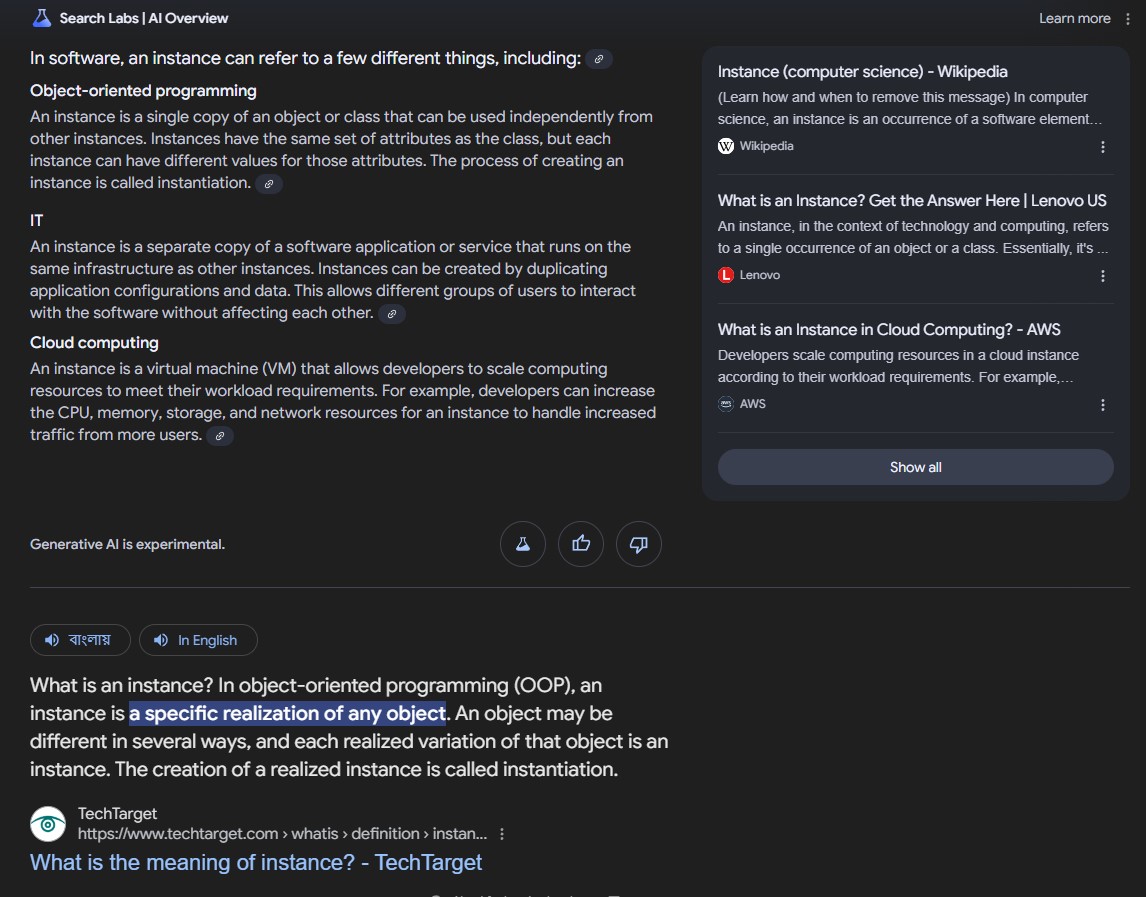 Search Labs | AI Overview
Learn more
In software, an instance can refer to a few different things, including:
Object-oriented programming
An instance is a single copy of an object or class that can be used independently from
other instances. Instances have the same set of attributes as the class, but each
instance can have different values for those attributes. The process of creating an
instance is called instantiation.
IT
An instance is a separate copy of a software application or service that runs on the
same infrastructure as other instances. Instances can be created by duplicating
application configurations and data. This allows different groups of users to interact
with the software without affecting each other.
Cloud computing
An instance is a virtual machine (VM) that allows developers to scale computing
resources to meet their workload requirements. For example, developers can increase
the CPU, memory, storage, and network resources for an instance to handle increased
traffic from more users.
Instance (computer science) - Wikipedia
(Learn how and when to remove this message) In computer
science, an instance is an occurrence of a software element...
W Wikipedia
What is an Instance? Get the Answer Here | Lenovo US
An instance, in the context of technology and computing, refers
to a single occurrence of an object or a class. Essentially, it's ...
L Lenovo
What is an Instance in Cloud Computing? - AWS
Developers scale computing resources in a cloud instance
according to their workload requirements. For example,...
aws AWS
Show all
Generative AI is experimental.
বাংলায় In English
What is an instance? In object-oriented programming (OOP), an
instance is a specific realization of any object. An object may be
different in several ways, and each realized variation of that object is an
instance. The creation of a realized instance is called instantiation.
TechTarget
https://www.techtarget.com › whatis › definition › instan...
What is the meaning of instance? - TechTarget